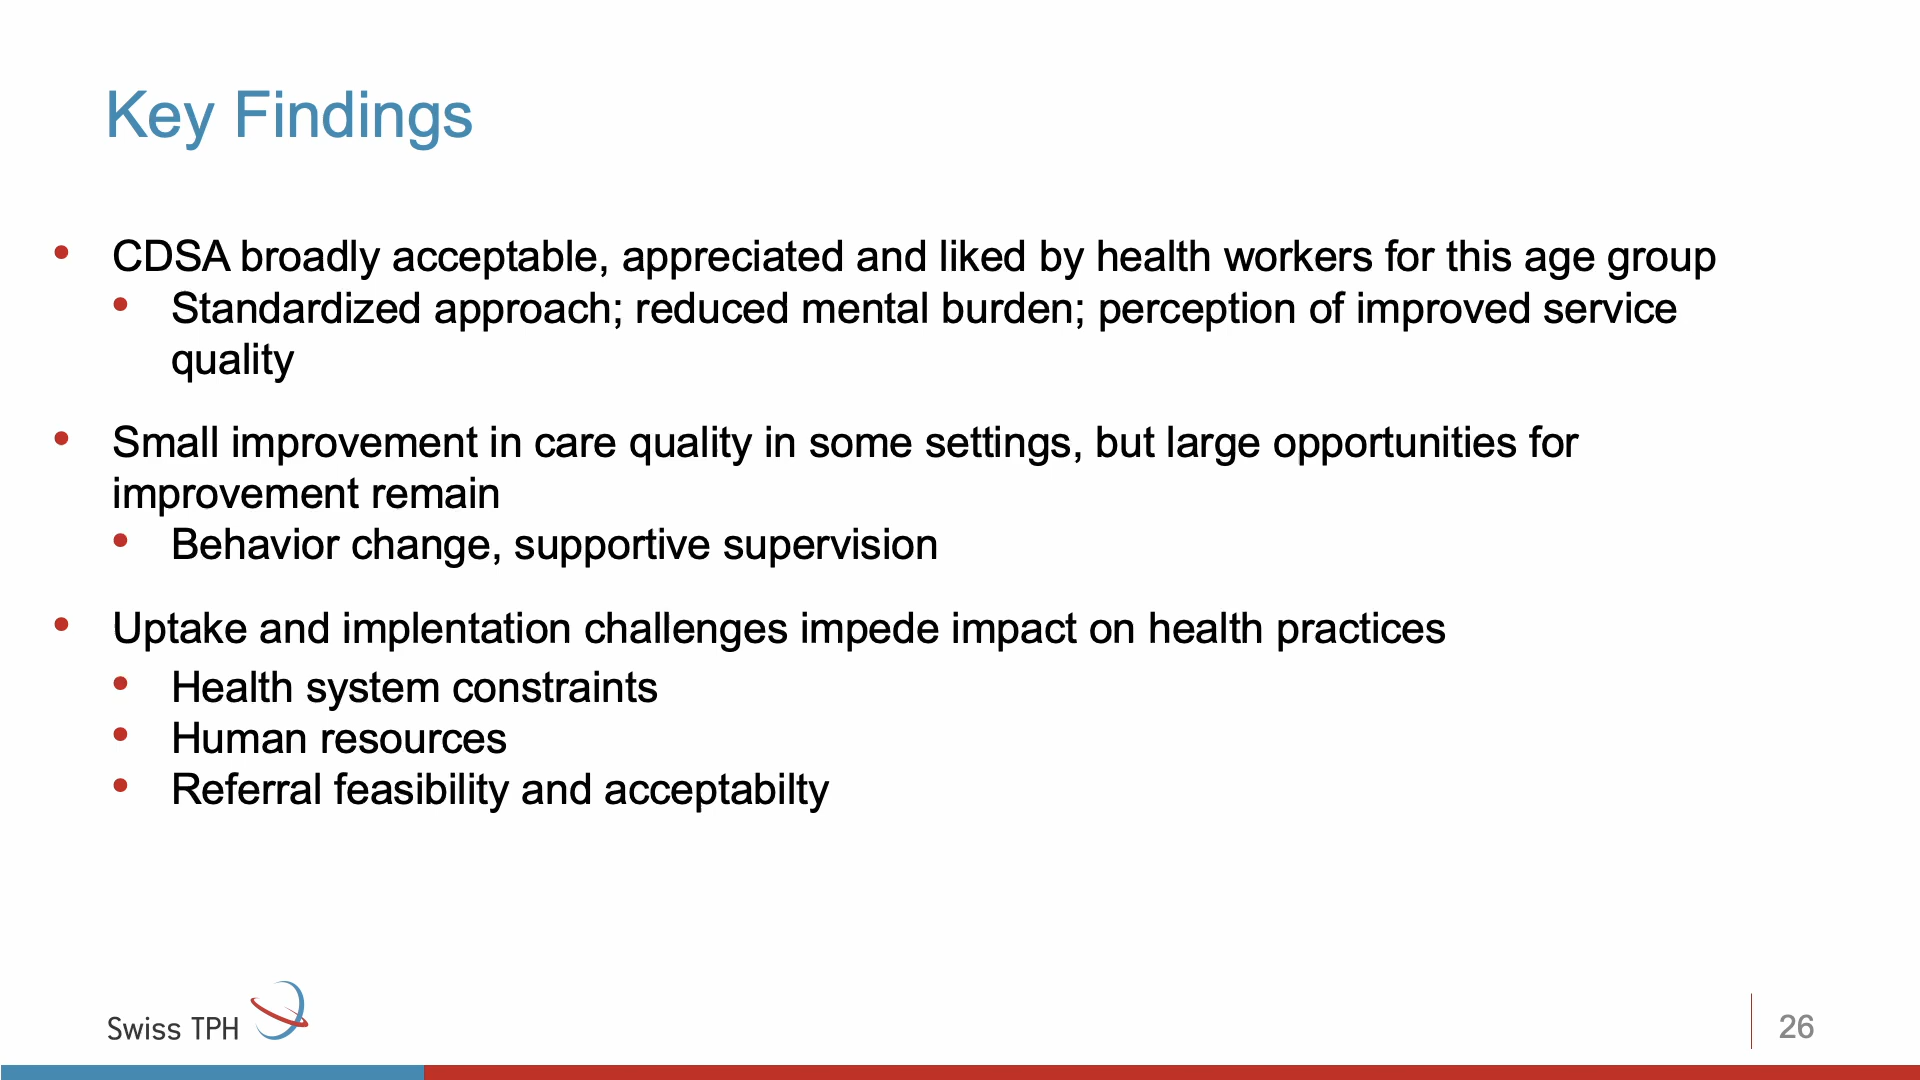 Key Findings
• CDSA broadly acceptable, appreciated and liked by health workers for this age group
• Standardized approach; reduced mental burden; perception of improved service
quality
• Small improvement in care quality in some settings, but large opportunities for
improvement remain
• Behavior change, supportive supervision
• Uptake and implentation challenges impede impact on health practices
• Health system constraints
• Human resources
• Referral feasibility and acceptabilty
Swiss TPH
26